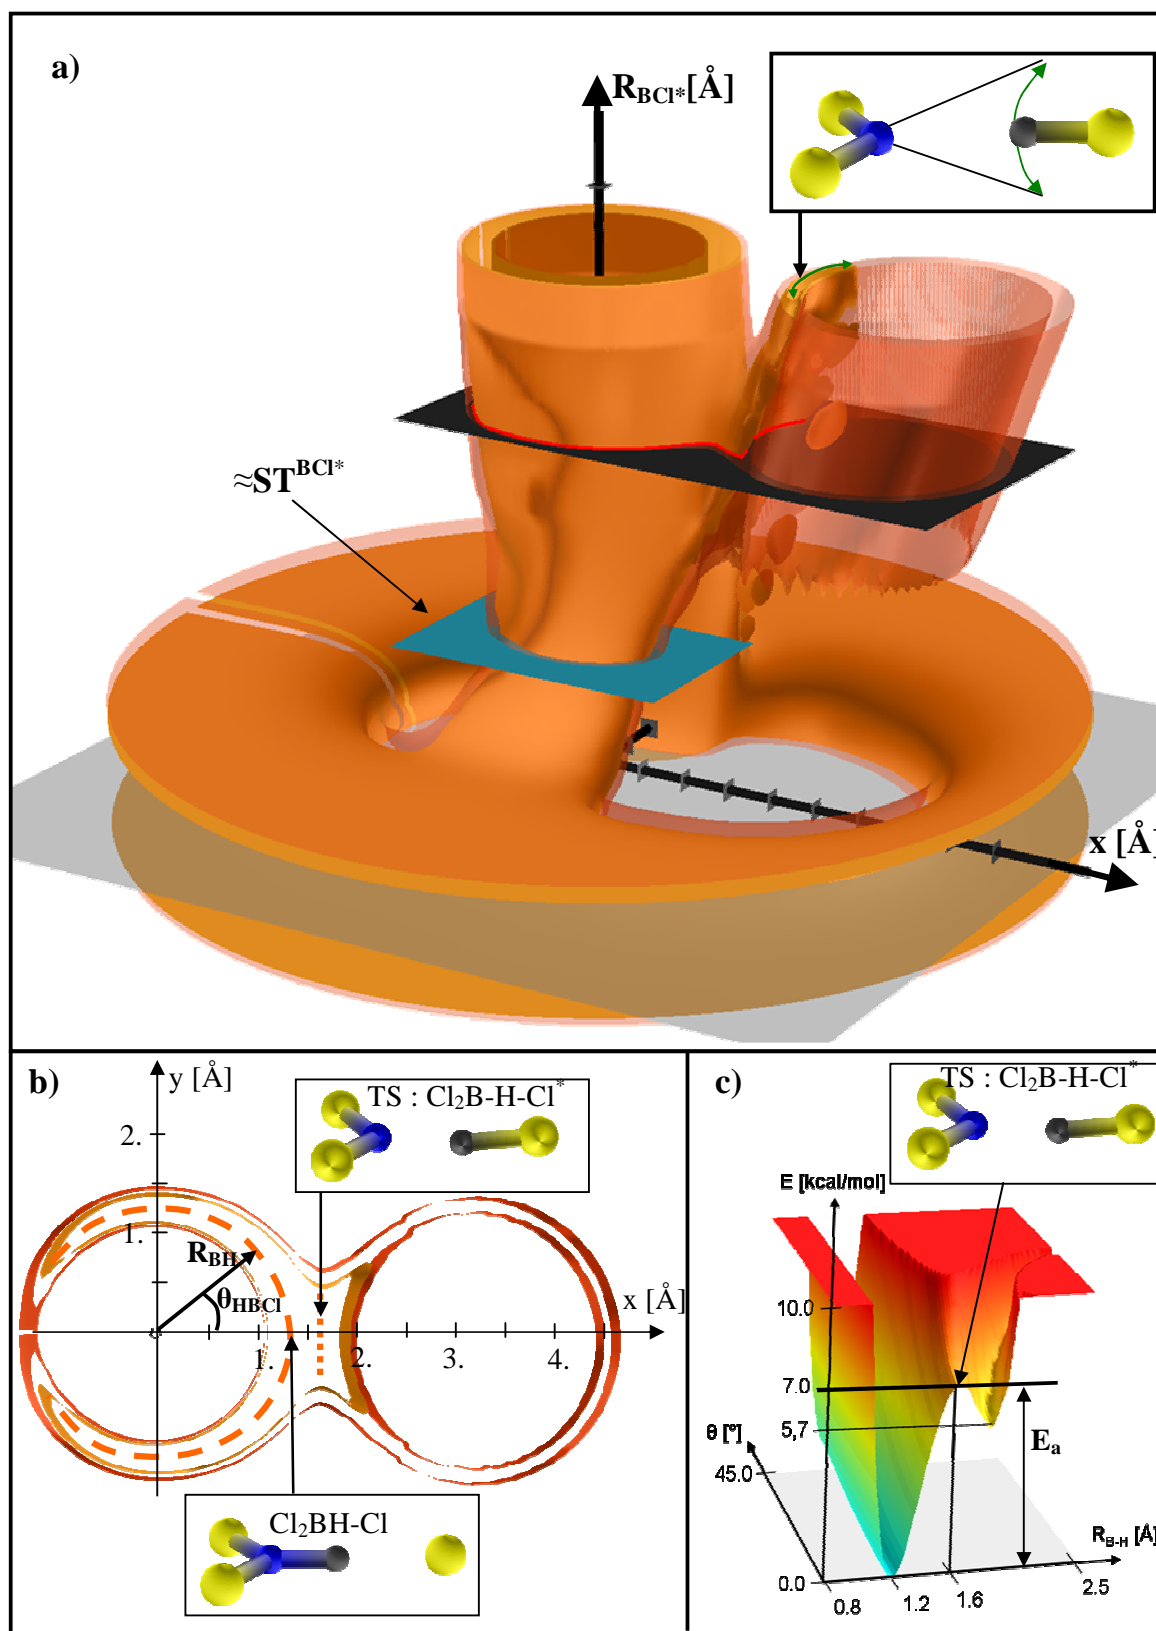 a)
R_BCl*[Å]
≈ST^BCl*
x [Å]
b)
y [Å]
TS : Cl₂B-H-Cl*
2.
1.
R_BH
θ_HBCl
x [Å]
1.
2.
3.
4.
Cl₂BH-Cl
c)
TS : Cl₂B-H-Cl*
E [kcal/mol]
10.0
7.0
5,7
θ [°]
E_a
45.0
R_B-H [Å]
0.0
2.5
1.6
1.2
0.8